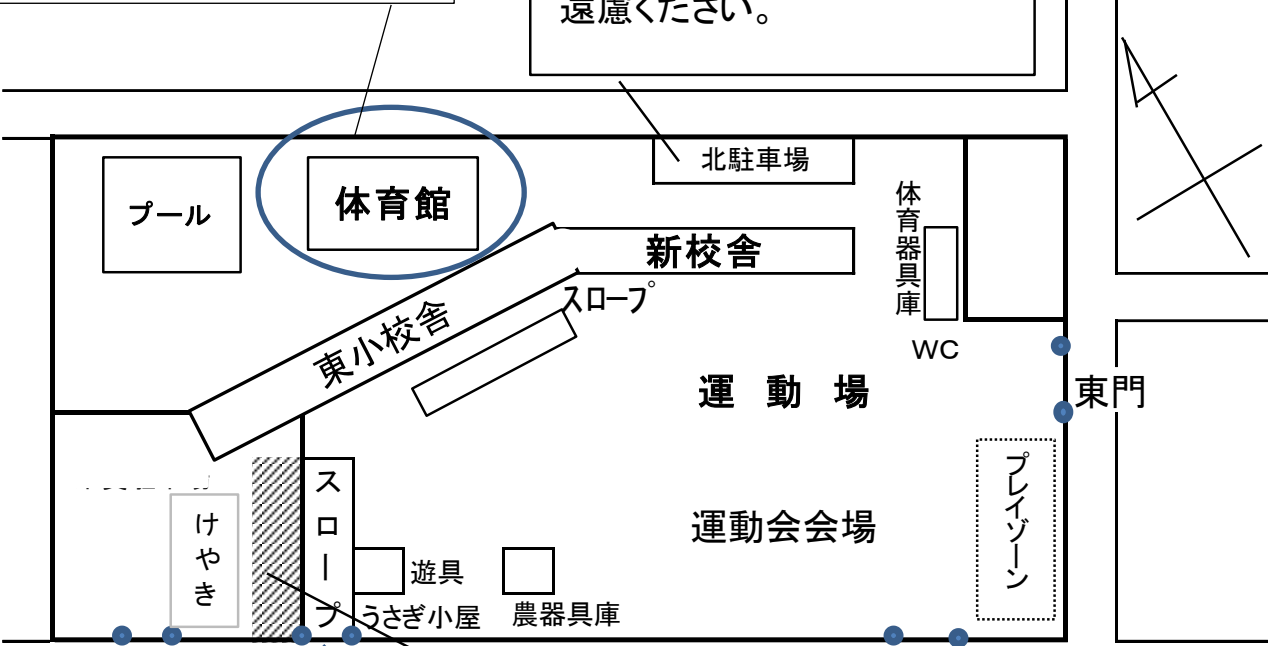 遠慮ください。
北駐車場
プール
体育館
体育器具庫
新校舎
スロープ
東小校舎
WC
運動場
東門
プレイゾーン
スロープ
けやき
運動会会場
遊具
うさぎ小屋
農器具庫